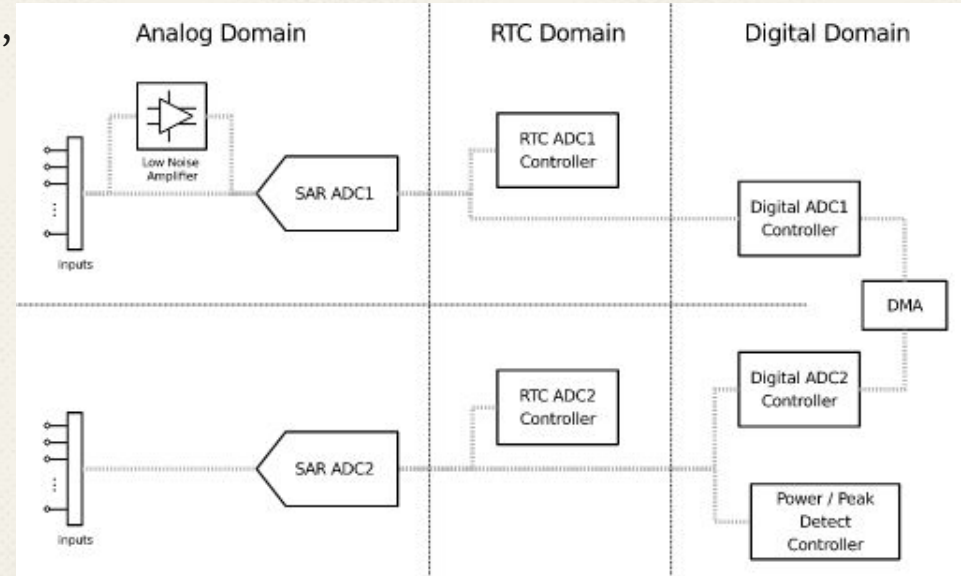 ,
Analog Domain
RTC Domain
Digital Domain
Low Noise
Amplifier
inputs
SAR ADC1
RTC ADC1
Controller
Digital ADC1
Controller
DMA
inputs
SAR ADC2
RTC ADC2
Controller
Digital ADC2
Controller
Power / Peak
Detect
Controller